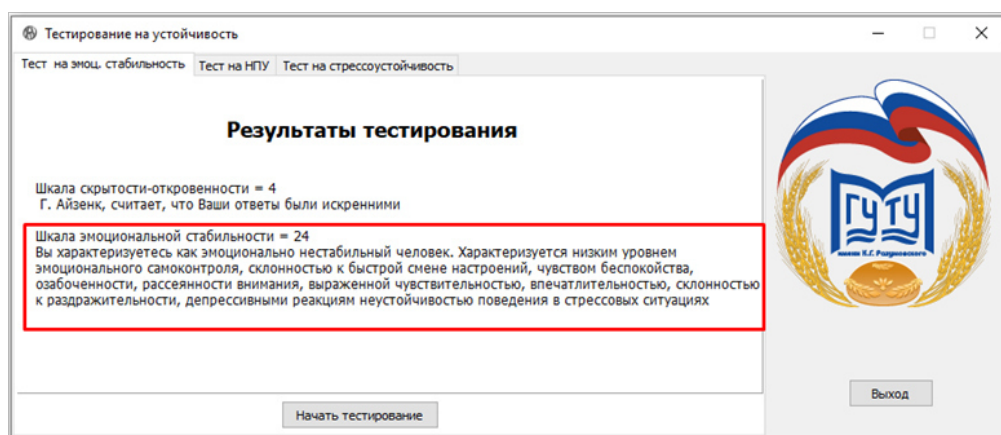 Тестирование на устойчивость
Тест на эмоц. стабильность Тест на НПУ Тест на стрессоустойчивость
Результаты тестирования
Шкала скрытости-откровенности = 4
Г. Айзенк, считает, что Ваши ответы были искренними
Шкала эмоциональной стабильности = 24
Вы характеризуетесь как эмоционально нестабильный человек. Характеризуется низким уровнем
эмоционального самоконтроля, склонностью к быстрой смене настроений, чувством беспокойства,
озабоченности, рассеянности внимания, выраженной чувствительностью, впечатлительностью, склонностью
к раздражительности, депрессивными реакциям неустойчивостью поведения в стрессовых ситуациях
ГУТУ
имени К.Г. Разумовского
Выход
Начать тестирование